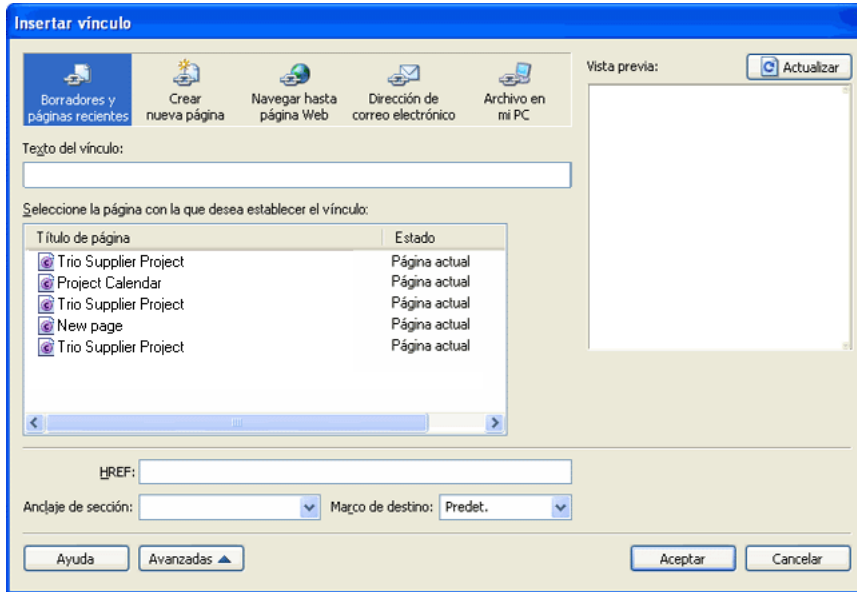 Insertar vínculo
Borradores y
páginas recientes
Crear
nueva página
Navegar hasta
página Web
Dirección de
correo electrónico
Archivo en
mi PC
Vista previa:
Actualizar
Texto del vínculo:
Seleccione la página con la que desea establecer el vínculo:
Título de página Estado
Trio Supplier Project Página actual
Project Calendar Página actual
Trio Supplier Project Página actual
New page Página actual
Trio Supplier Project Página actual
HREF:
Anclaje de sección: Marco de destino: Predet.
Ayuda Avanzadas Aceptar Cancelar